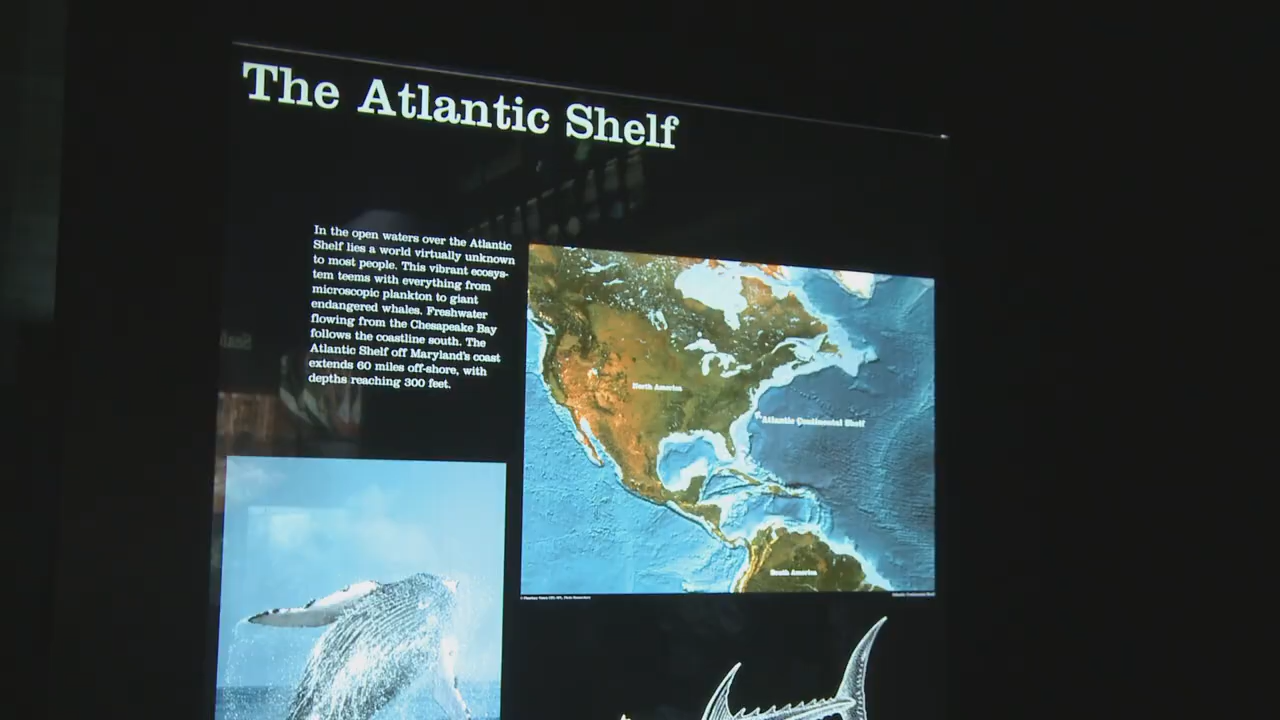 The Atlantic Shelf
In the open waters over the Atlantic
Shelf lies a world virtually unknown
to most people. This vibrant ecosys-
tem teems with everything from
microscopic plankton to giant
endangered whales. Freshwater
flowing from the Chesapeake Bay
follows the coastline south. The
Atlantic Shelf off Maryland's coast
extends 60 miles off-shore, with
depths reaching 300 feet.
North America
Atlantic Continental Shelf
South America